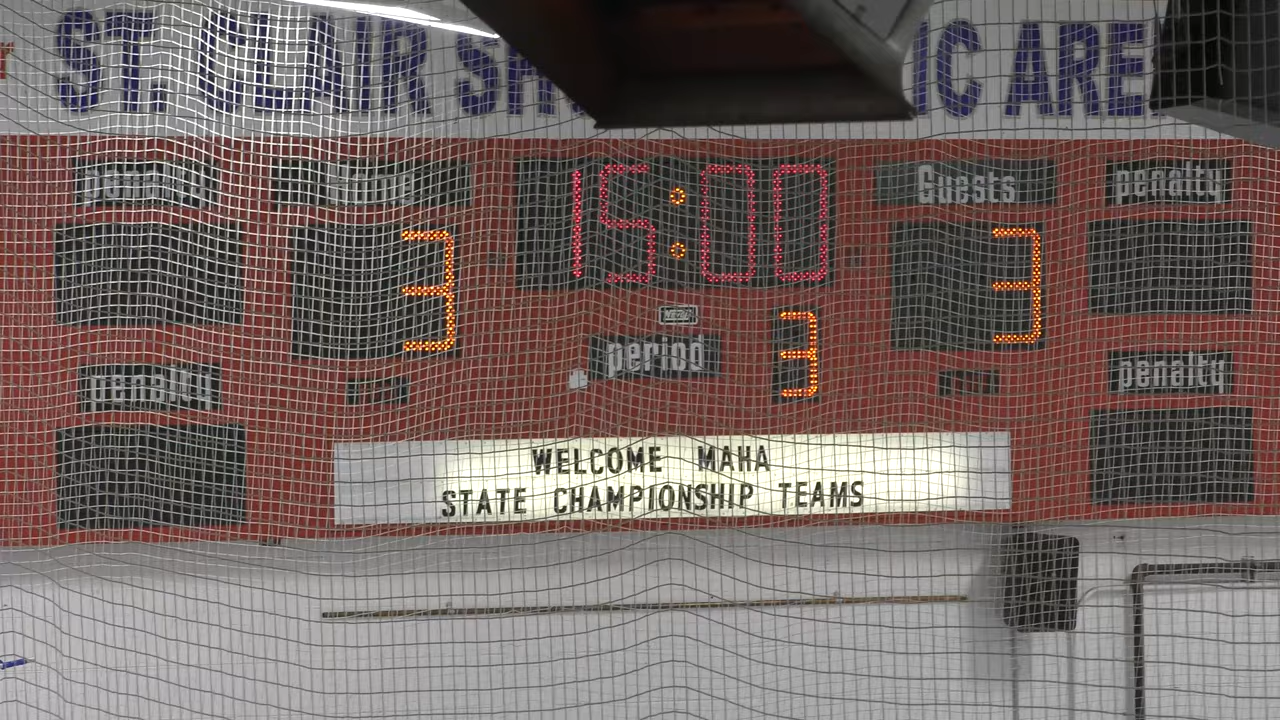 ST. CLAIR SH IC ARE
penalty Home 15:00 Guests penalty
3 3
period 3
penalty penalty
WELCOME MAHA
STATE CHAMPIONSHIP TEAMS